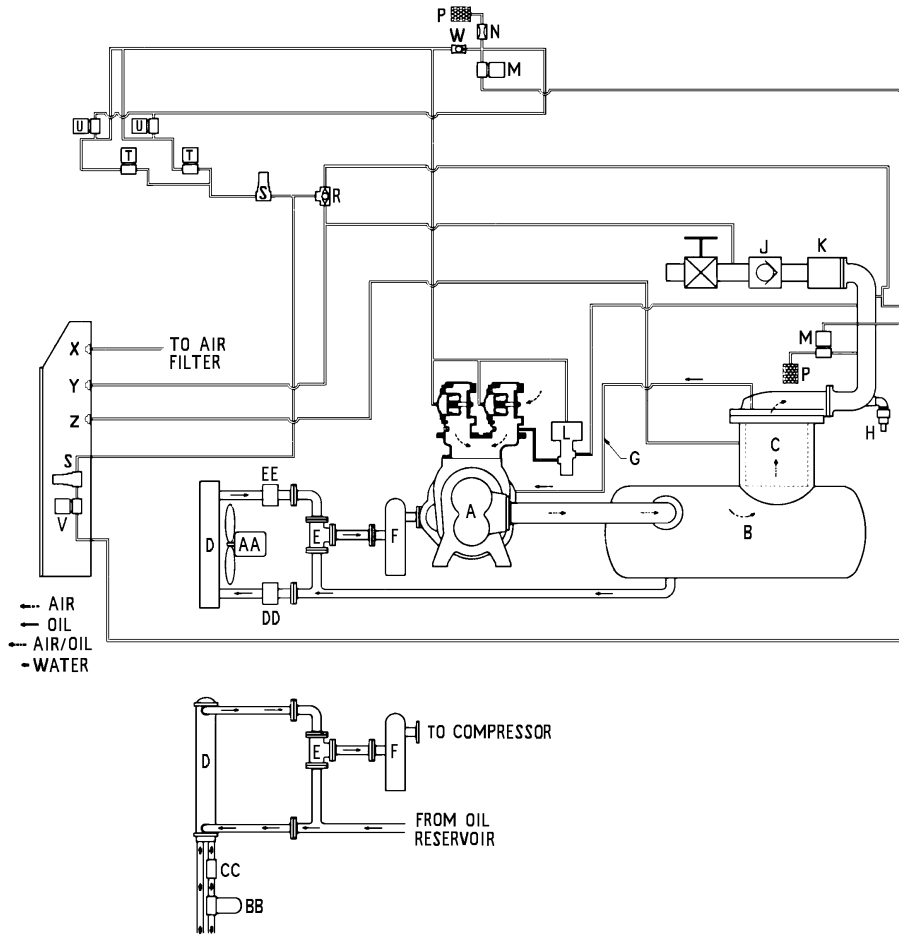 P
W
N
M
U
U
T
T
S
R
J
K
X
TO AIR
FILTER
M
Y
P
Z
H
L
G
C
S
EE
A
B
V
D
AA
E
F
DD
AIR
OIL
AIR/OIL
WATER
D
E
F
TO COMPRESSOR
FROM OIL
RESERVOIR
CC
BB